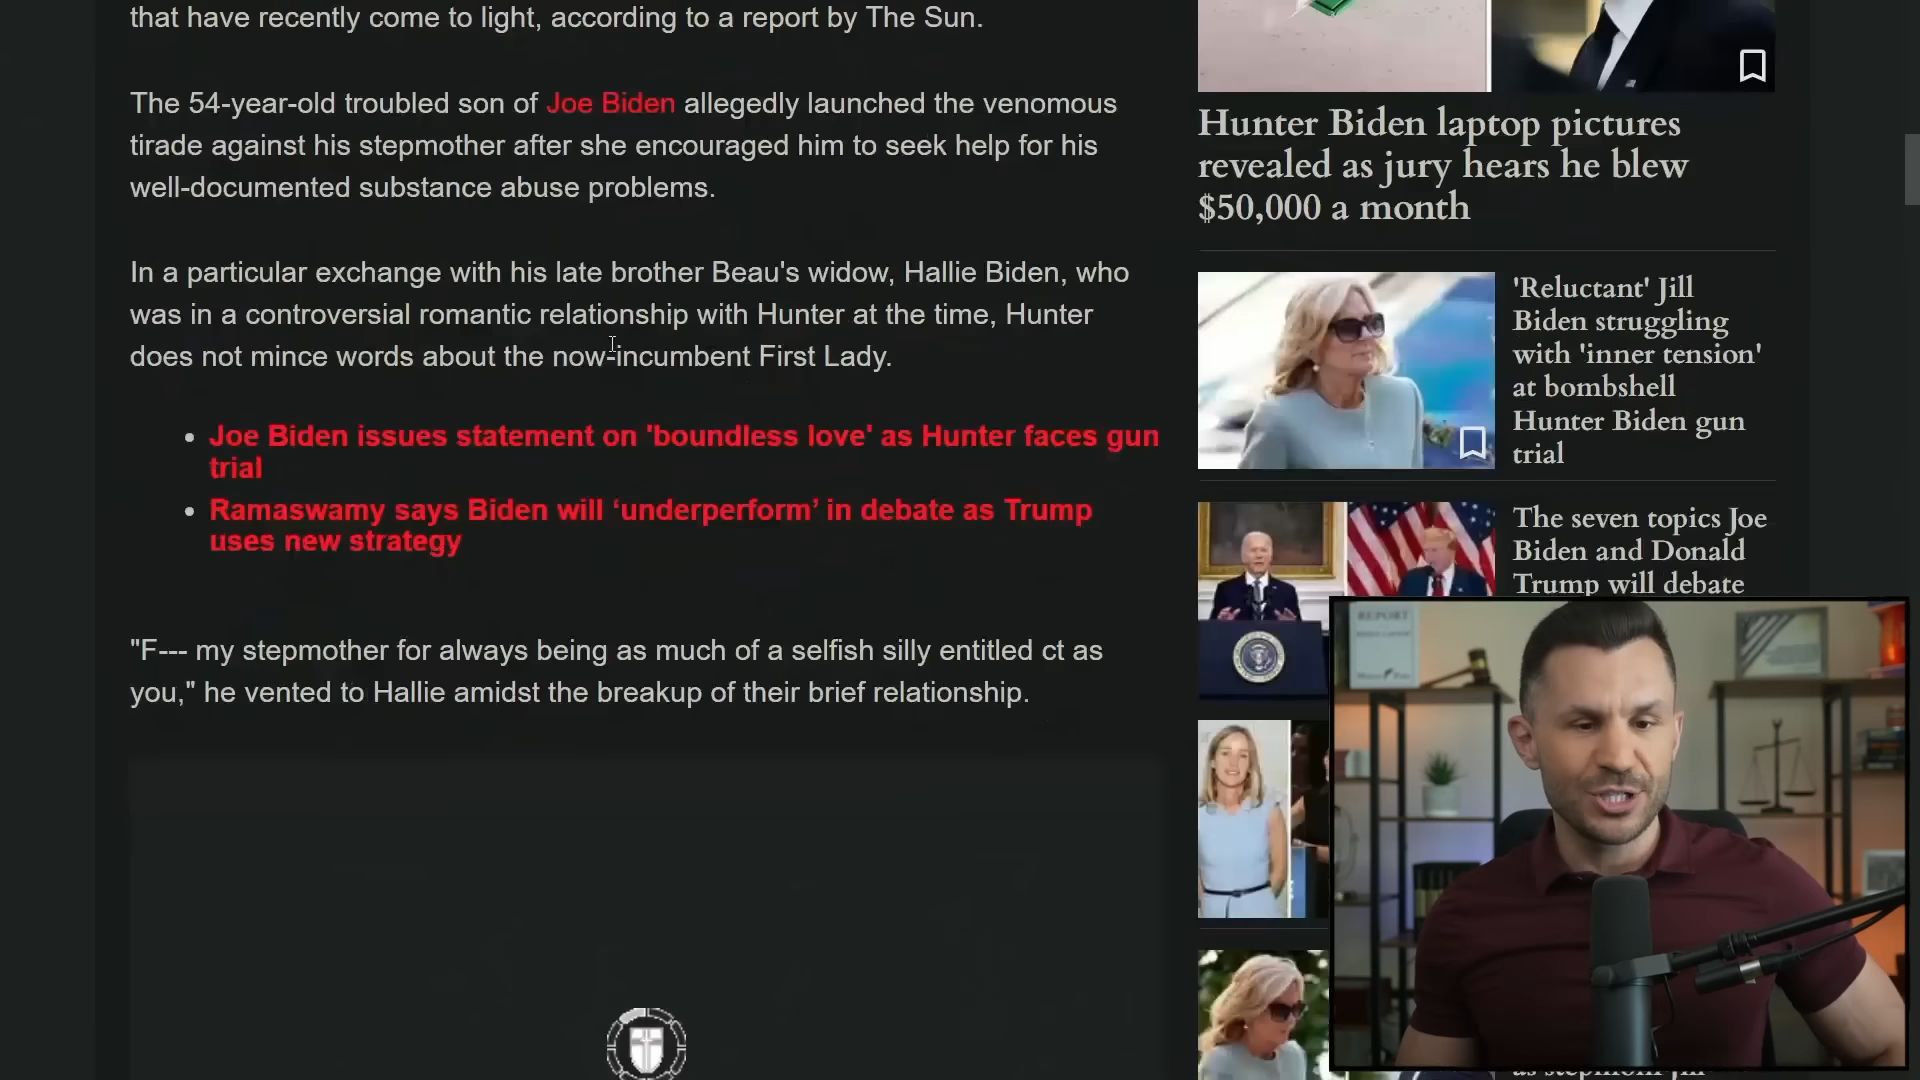 that have recently come to light, according to a report by The Sun.
The 54-year-old troubled son of Joe Biden allegedly launched the venomous
tirade against his stepmother after she encouraged him to seek help for his
well-documented substance abuse problems.
In a particular exchange with his late brother Beau's widow, Hallie Biden, who
was in a controversial romantic relationship with Hunter at the time, Hunter
does not mince words about the now-incumbent First Lady.
Joe Biden issues statement on 'boundless love' as Hunter faces gun
trial
Ramaswamy says Biden will ‘underperform’ in debate as Trump
uses new strategy
"F--- my stepmother for always being as much of a selfish silly entitled ct as
you," he vented to Hallie amidst the breakup of their brief relationship.
Hunter Biden laptop pictures
revealed as jury hears he blew
$50,000 a month
'Reluctant' Jill
Biden struggling
with 'inner tension'
at bombshell
Hunter Biden gun
trial
The seven topics Joe
Biden and Donald
Trump will debate
REPORT